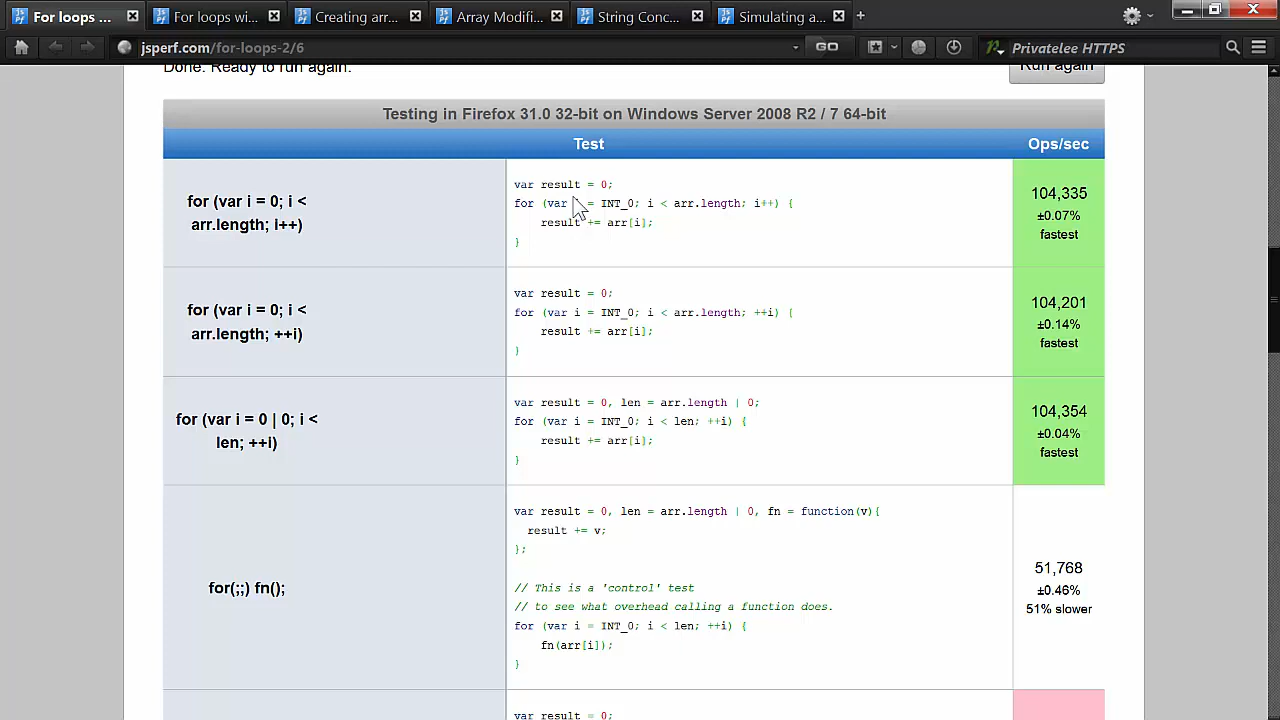 For loops ...
For loops wi...
Creating arr...
Array Modifi...
String Conc...
Simulating a...
jsperf.com/for-loops-2/6
GO
Privatelee HTTPS
Done. Ready to run again.
Run again
Testing in Firefox 31.0 32-bit on Windows Server 2008 R2 / 7 64-bit
Test
Ops/sec
for (var i = 0; i <
arr.length; i++)
var result = 0;
for (var = INT_0; i < arr.length; i++) {
result += arr[i];
}
104,335
±0.07%
fastest
for (var i = 0; i <
arr.length; ++i)
var result = 0;
for (var i = INT_0; i < arr.length; ++i) {
result += arr[i];
}
104,201
±0.14%
fastest
for (var i = 0 | 0; i <
len; ++i)
var result = 0, len = arr.length | 0;
for (var i = INT_0; i < len; ++i) {
result += arr[i];
}
104,354
±0.04%
fastest
for(;;) fn();
var result = 0, len = arr.length | 0, fn = function(v){
result += v;
};
// This is a 'control' test
// to see what overhead calling a function does.
for (var i = INT_0; i < len; ++i) {
fn(arr[i]);
}
51,768
±0.46%
51% slower
var result = 0;